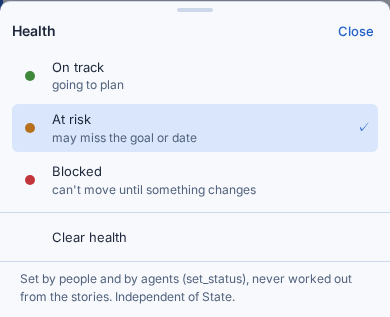 Health
Close
On track
going to plan
At risk
may miss the goal or date
✓
Blocked
can't move until something changes
Clear health
Set by people and by agents (set_status), never worked out
from the stories. Independent of State.